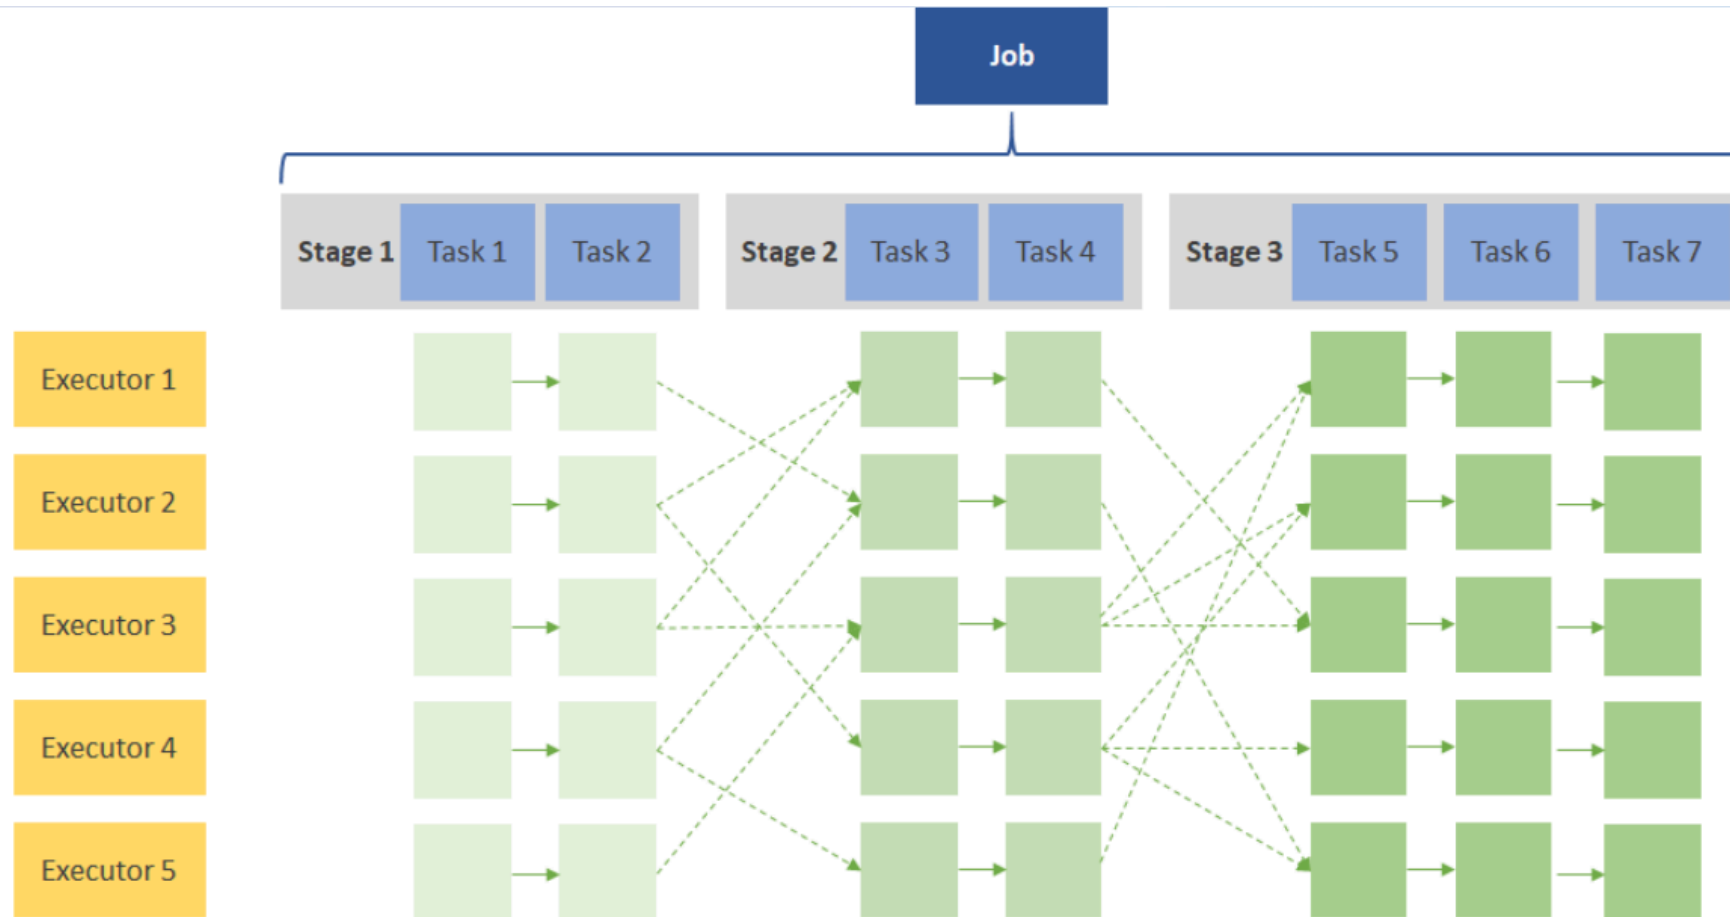 Job
Stage 1 Task 1 Task 2 Stage 2 Task 3 Task 4 Stage 3 Task 5 Task 6 Task 7
Executor 1
Executor 2
Executor 3
Executor 4
Executor 5